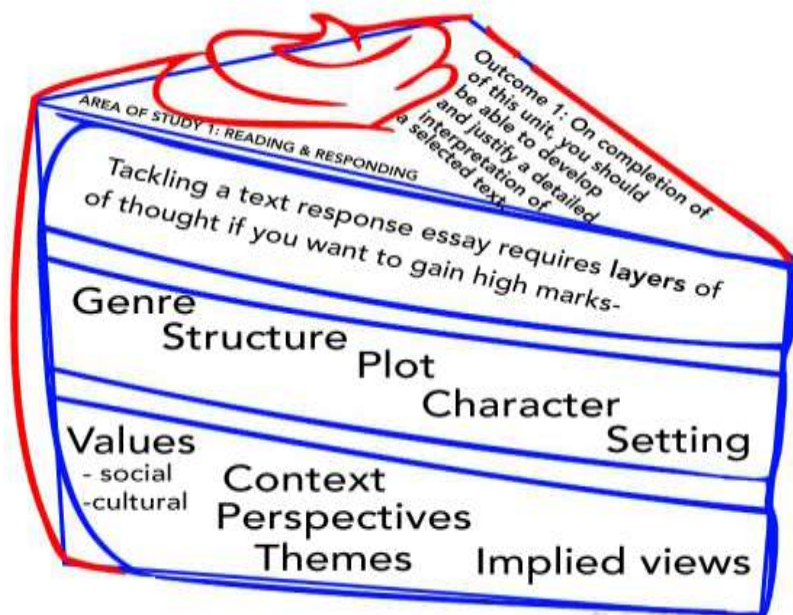 AREA OF STUDY 1: READING & RESPONDING
Outcome 1: On completion of
of this unit, you should
be able to develop
and justify a detailed
interpretation of
a selected text
Tackling a text response essay requires layers of
of thought if you want to gain high marks-
Genre
Structure
Plot
Character
Setting
Values
- social
-cultural
Context
Perspectives
Themes
Implied views